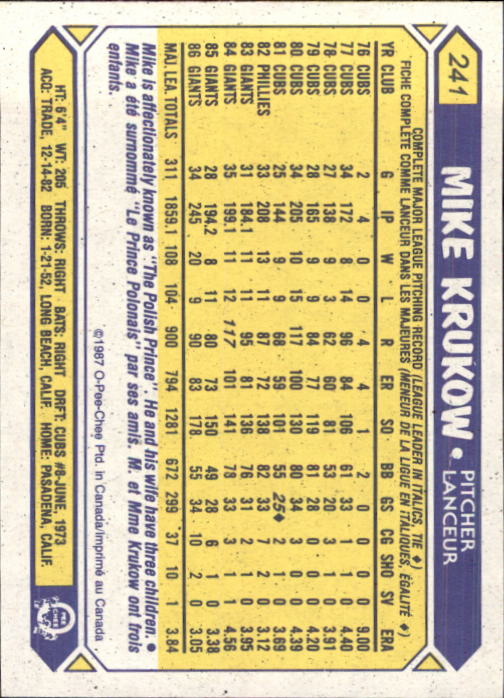 241
MIKE KRUKOW • PITCHER
LANCEUR
COMPLETE MAJOR LEAGUE PITCHING RECORD (LEAGUE LEADER IN ITALICS, TIE ♦)
FICHE COMPLÈTE COMME LANCEUR DANS LES MAJEURES (MENEUR DE LA LIGUE EN ITALIQUES, ÉGALITÉ ♦)
YR CLUB G IP W L R ER SO BB GS CG SHO SV ERA
76 CUBS 2 4 0 0 4 4 1 2 0 0 0 0 9.00
77 CUBS 34 172 8 14 96 84 106 61 33 1 1 0 4.40
78 CUBS 27 138 9 3 62 60 81 53 20 3 1 0 3.91
79 CUBS 28 165 9 9 84 77 119 81 28 0 0 0 4.20
80 CUBS 34 205 10 15 117 100 130 80 34 3 0 0 4.39
81 CUBS 25 144 9 9 68 59 101 55 25♦ 2 1 0 3.69
82 PHILLIES 33 208 13 11 87 72 138 82 33 7 2 0 3.12
83 GIANTS 31 184.1 11 11 95 81 136 76 31 2 1 0 3.95
84 GIANTS 35 199.1 11 12 117 101 141 78 33 3 1 1 4.56
85 GIANTS 28 194.2 8 11 80 73 150 49 28 6 1 0 3.38
86 GIANTS 34 245 20 9 90 83 178 55 34 10 2 0 3.05
MAJ. LEA. TOTALS 311 1859.1 108 104 900 794 1281 672 299 37 10 1 3.84
Mike is affectionately known as "The Polish Prince". He and his wife have three children. •
Mike a été surnommé "Le Prince Polonais" par ses amis. M. et Mme Krukow ont trois
enfants.
©1987 O-Pee-Chee Ptd. in Canada/Imprimé au Canada
HT: 6'4" WT: 205 THROWS: RIGHT BATS: RIGHT DRFT: CUBS #8-JUNE, 1973
ACQ: TRADE, 12-14-82 BORN: 1-21-52, LONG BEACH, CALIF. HOME: PASADENA, CALIF.
O PEE CHEE